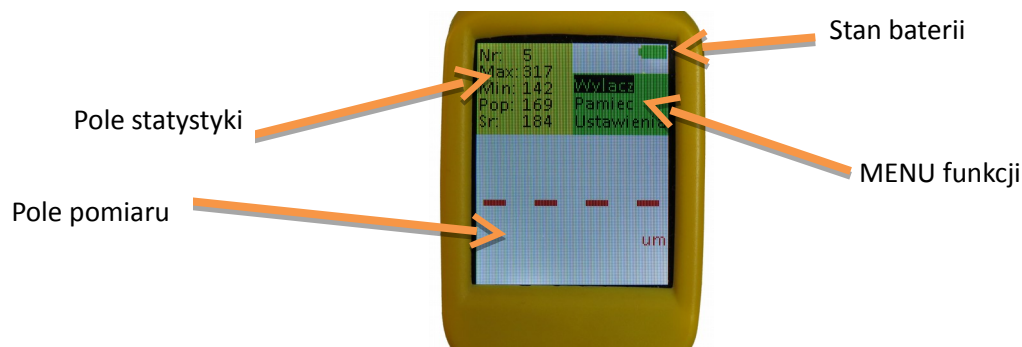 Stan baterii
Nr: 5
Max: 317
Min: 142
Pop: 169
Sr: 184
Wylacz
Pamiec
Ustawienia
Pole statystyki
MENU funkcji
Pole pomiaru
– – – –
um